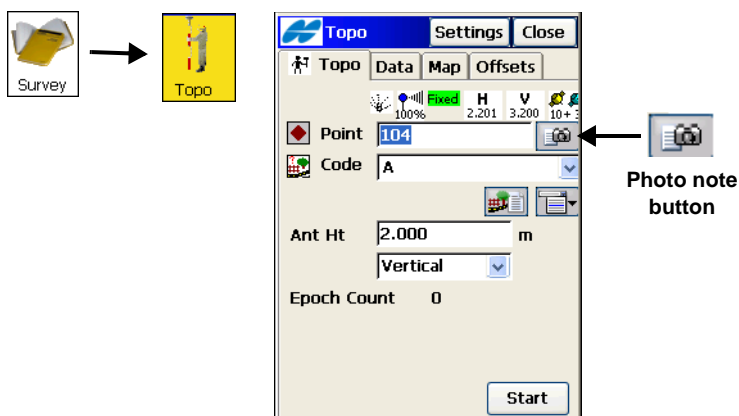 Survey
Topo
Topo Settings Close
Topo Data Map Offsets
100% Fixed H 2.201 V 3.200 10+
Point 104
Code A
Ant Ht 2.000 m
Vertical
Epoch Count 0
Start
Photo note
button